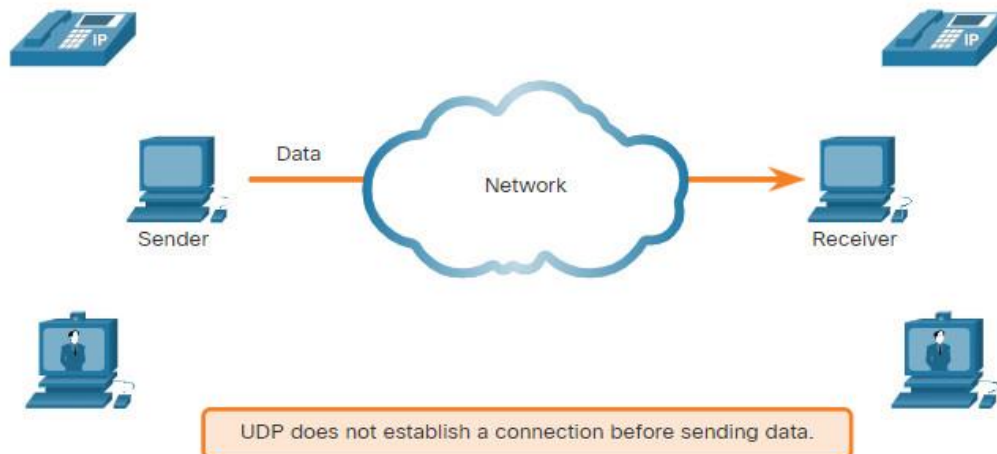 IP
IP
Data
Network
Sender
Receiver
UDP does not establish a connection before sending data.